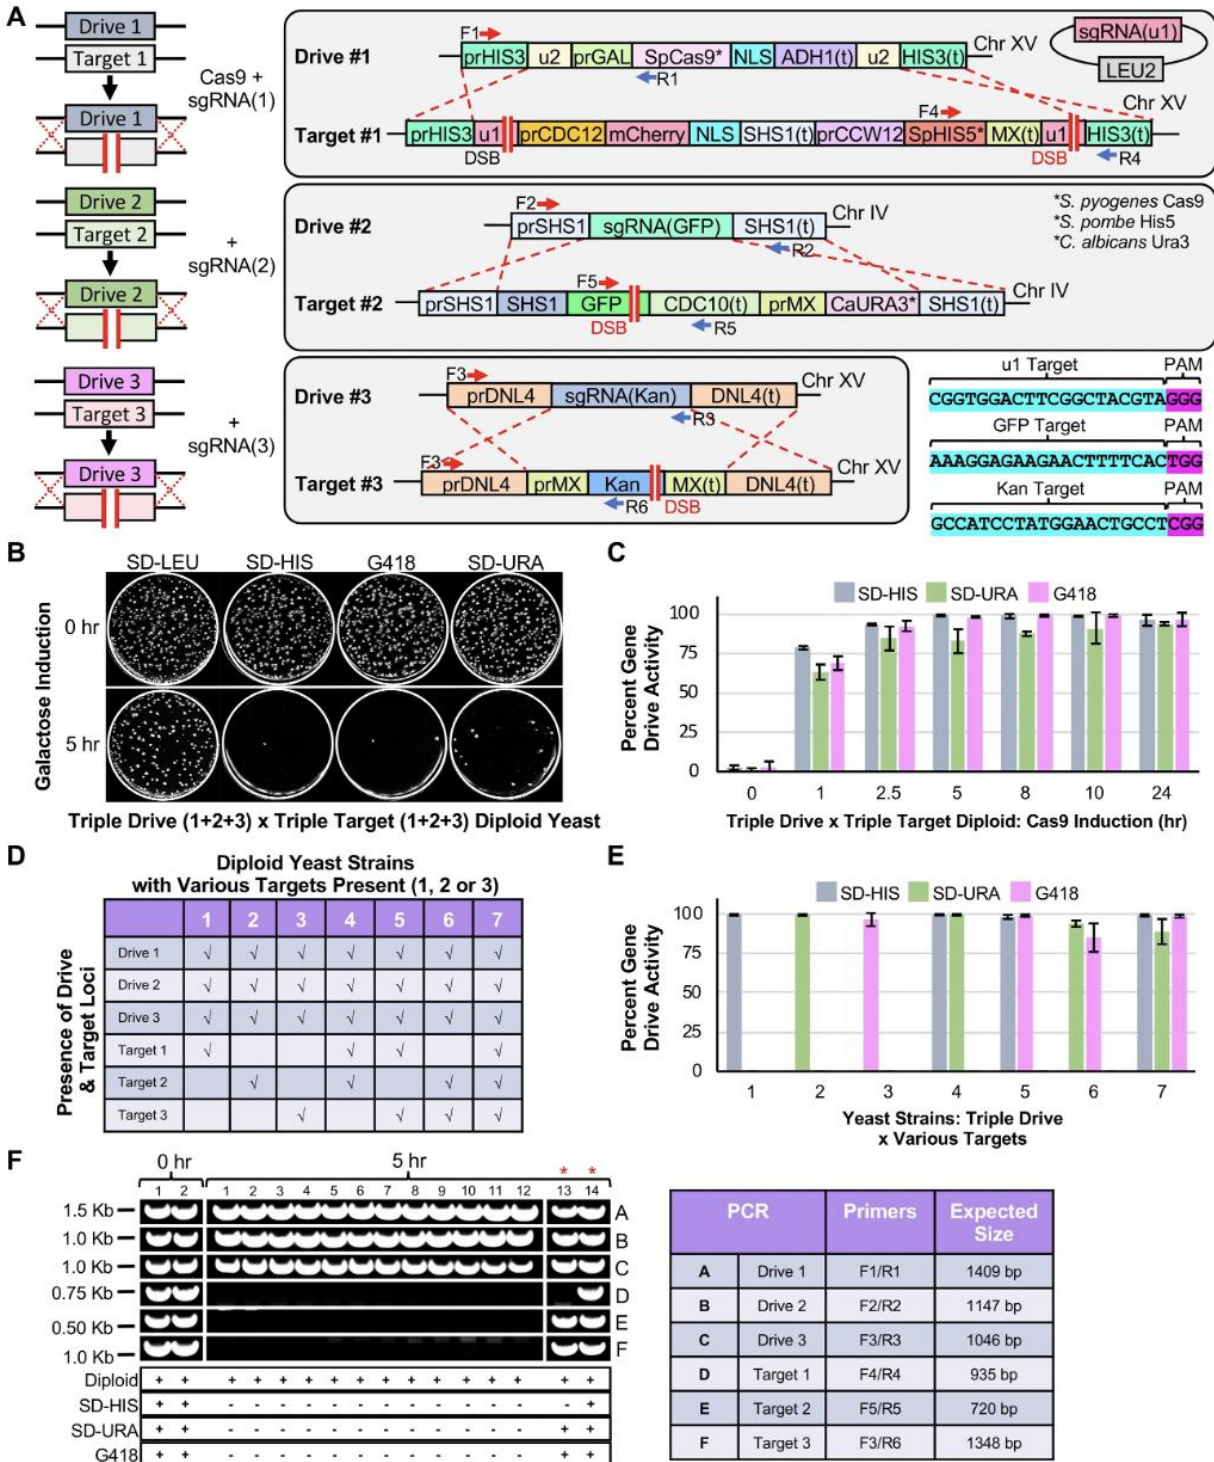 A
Drive 1
Target 1
Cas9 +
sgRNA(1)
Drive 1
Drive 2
Target 2
+
sgRNA(2)
Drive 2
Drive 3
Target 3
+
sgRNA(3)
Drive 3
Drive #1
F1
prHIS3 u2 prGAL SpCas9* NLS ADH1(t) u2 HIS3(t) Chr XV
R1
sgRNA(u1)
LEU2
Chr XV
F4
Target #1
prHIS3 u1 prCDC12 mCherry NLS SHS1(t) prCCW12 SpHIS5* MX(t) u1 HIS3(t)
DSB DSB R4
Drive #2
F2
prSHS1 sgRNA(GFP) SHS1(t) Chr IV
R2
*S. pyogenes Cas9
*S. pombe His5
*C. albicans Ura3
F5
Target #2
prSHS1 SHS1 GFP CDC10(t) prMX CaURA3* SHS1(t) Chr IV
DSB R5
Drive #3
F3
prDNL4 sgRNA(Kan) DNL4(t) Chr XV
R3
F3
Target #3
prDNL4 prMX Kan MX(t) DNL4(t) Chr XV
R6 DSB
u1 Target PAM
CGGTGGACTTCGGCTACGTAGGG
GFP Target PAM
AAAGGAGAAGAACTTTTCACTGG
Kan Target PAM
GCCATCCTATGGAACTGCCTCGG
B
SD-LEU SD-HIS G418 SD-URA
Galactose Induction
0 hr
5 hr
Triple Drive (1+2+3) x Triple Target (1+2+3) Diploid Yeast
C
SD-HIS SD-URA G418
Percent Gene
Drive Activity
100
75
50
25
0
0 1 2.5 5 8 10 24
Triple Drive x Triple Target Diploid: Cas9 Induction (hr)
D
Diploid Yeast Strains
with Various Targets Present (1, 2 or 3)
Presence of Drive
& Target Loci
1 2 3 4 5 6 7
Drive 1 √ √ √ √ √ √ √
Drive 2 √ √ √ √ √ √ √
Drive 3 √ √ √ √ √ √ √
Target 1 √ √ √ √
Target 2 √ √ √ √
Target 3 √ √ √ √
E
SD-HIS SD-URA G418
Percent Gene
Drive Activity
100
75
50
25
0
1 2 3 4 5 6 7
Yeast Strains: Triple Drive
x Various Targets
F
0 hr 5 hr * *
1 2 1 2 3 4 5 6 7 8 9 10 11 12 13 14
1.5 Kb A
1.0 Kb B
1.0 Kb C
0.75 Kb D
0.50 Kb E
1.0 Kb F
Diploid + + + + + + + + + + + + + + + +
SD-HIS + + - - - - - - - - - - - - - +
SD-URA + + - - - - - - - - - - - - + +
G418 + + - - - - - - - - - - - - + +
PCR Primers Expected
Size
A Drive 1 F1/R1 1409 bp
B Drive 2 F2/R2 1147 bp
C Drive 3 F3/R3 1046 bp
D Target 1 F4/R4 935 bp
E Target 2 F5/R5 720 bp
F Target 3 F3/R6 1348 bp